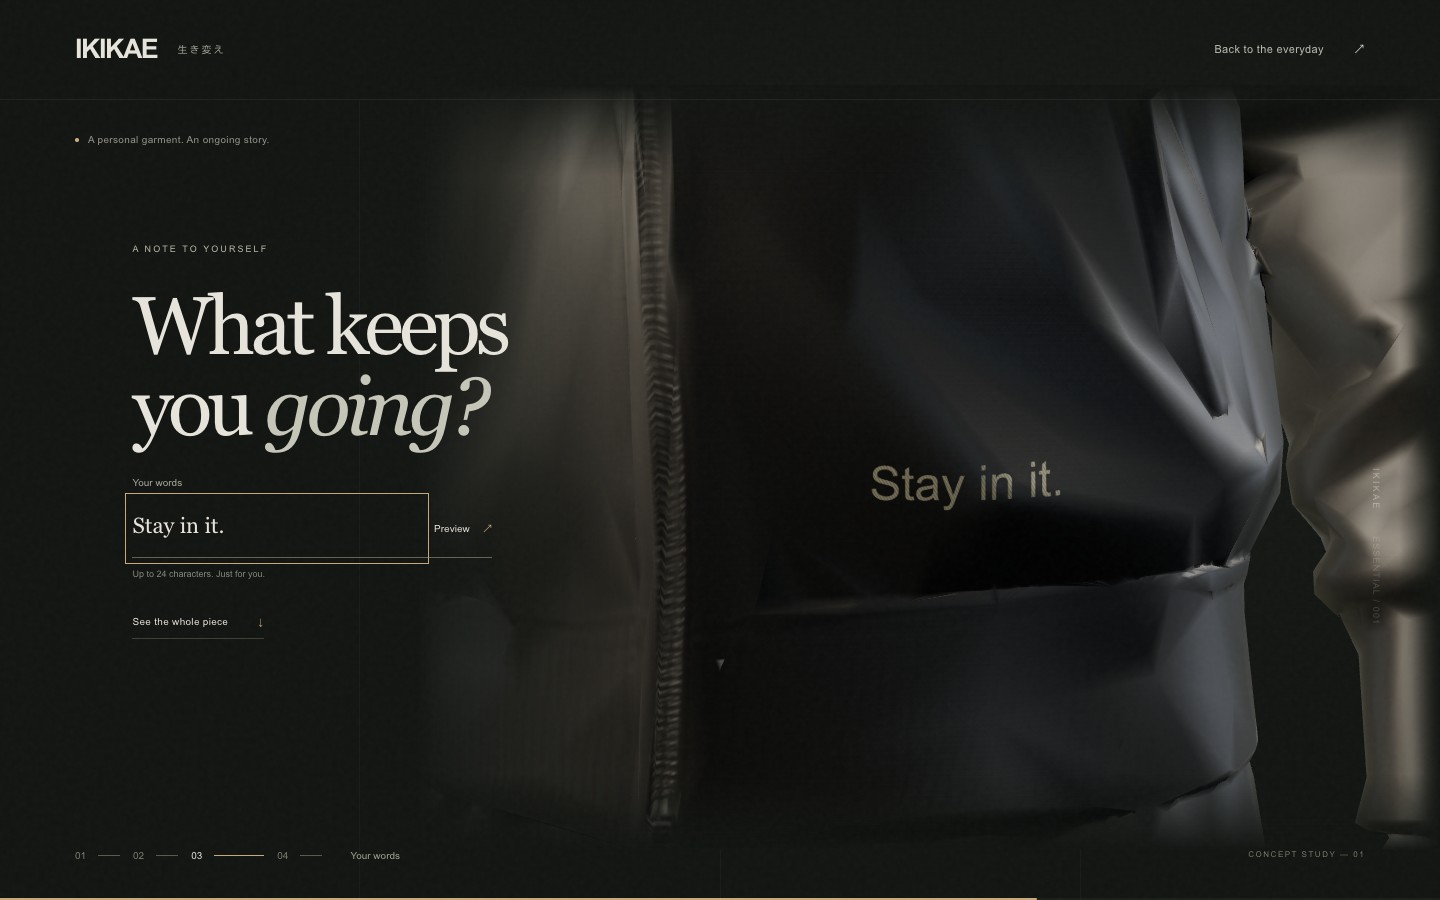 IKIKAE 生き変え
Back to the everyday ↗
A personal garment. An ongoing story.
A NOTE TO YOURSELF
What keeps
you going?
Your words
Stay in it.
Preview ↗
Up to 24 characters. Just for you.
See the whole piece ↓
Stay in it.
IKIKAE ESSENTIAL / 001
01 02 03 04 Your words
CONCEPT STUDY — 01